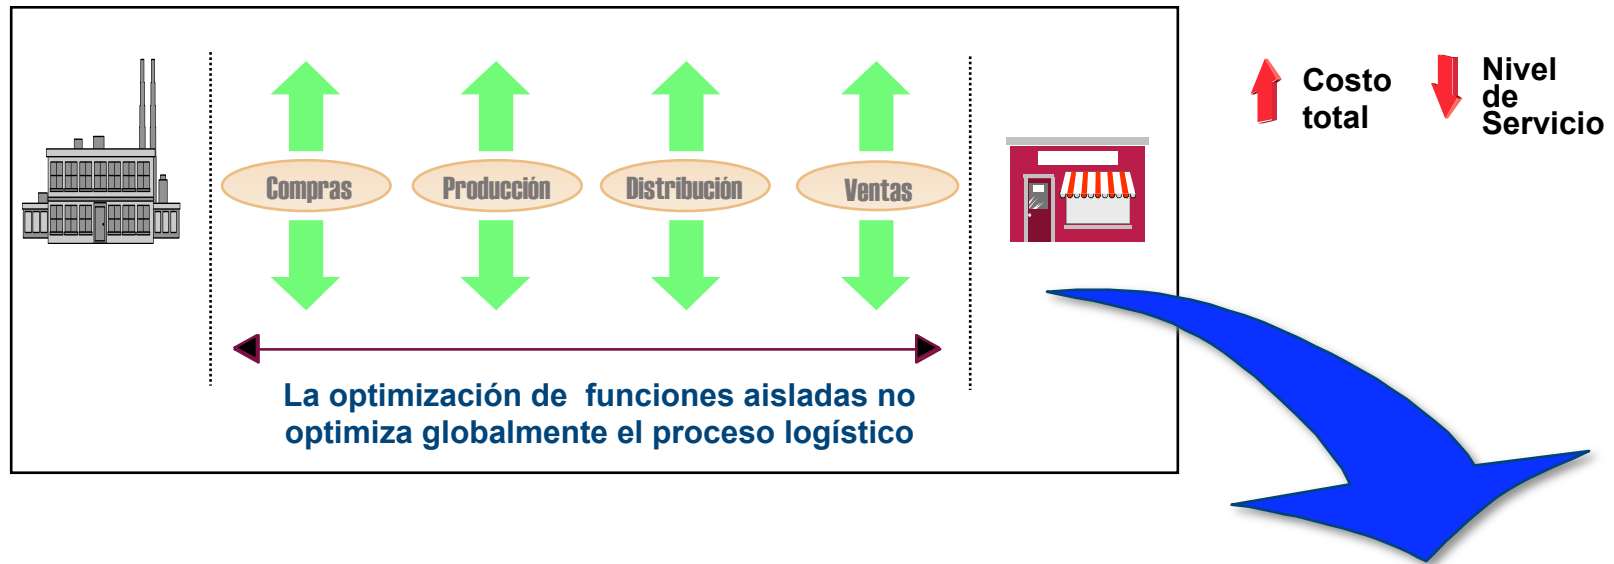 Compras
Producción
Distribución
Ventas
La optimización de  funciones aisladas no
optimiza globalmente el proceso logístico
Costo
total
Nivel
de
Servicio